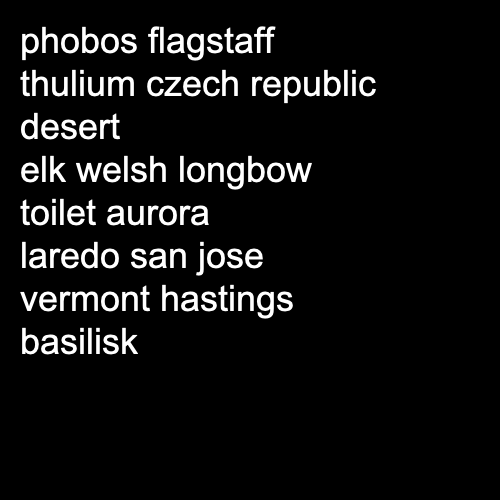 phobos flagstaff
thulium czech republic
desert
elk welsh longbow
toilet aurora
laredo san jose
vermont hastings
basilisk